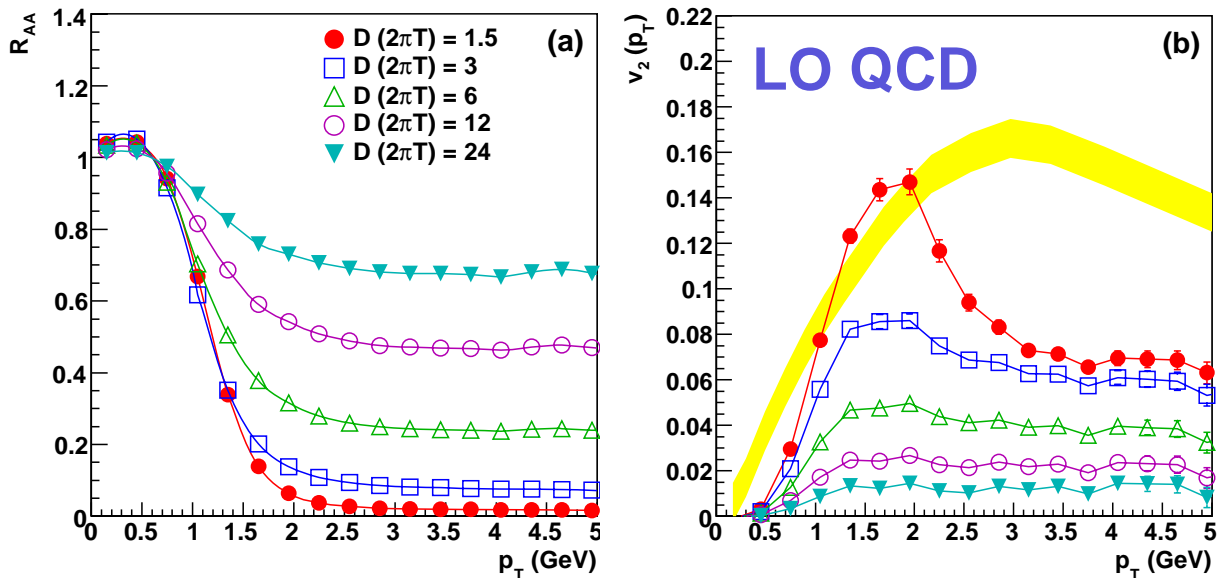 R_AA
1.4
1.2
1
0.8
0.6
0.4
0.2
0
(a)
D (2πT) = 1.5
D (2πT) = 3
D (2πT) = 6
D (2πT) = 12
D (2πT) = 24
0 0.5 1 1.5 2 2.5 3 3.5 4 4.5 5
p_T (GeV)
v_2 (p_T)
0.22
0.2
0.18
0.16
0.14
0.12
0.1
0.08
0.06
0.04
0.02
0
(b)
LO QCD
0 0.5 1 1.5 2 2.5 3 3.5 4 4.5 5
p_T (GeV)